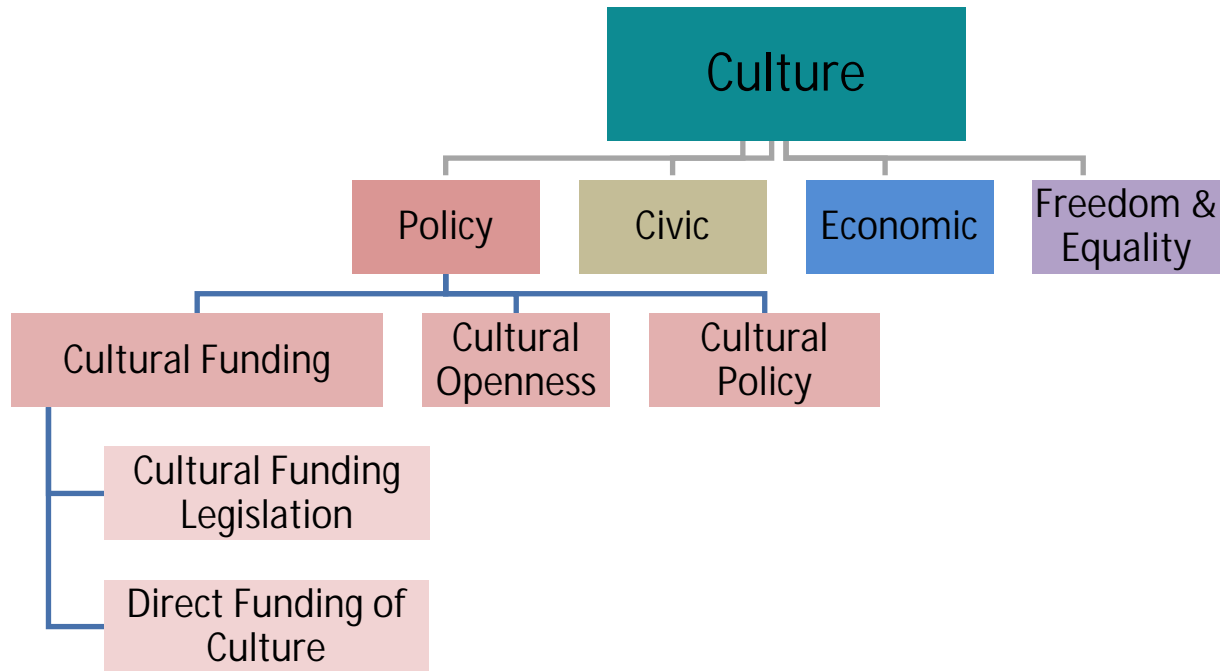 Culture
Policy
Civic
Economic
Freedom &
Equality
Cultural Funding
Cultural
Openness
Cultural
Policy
Cultural Funding
Legislation
Direct Funding of
Culture